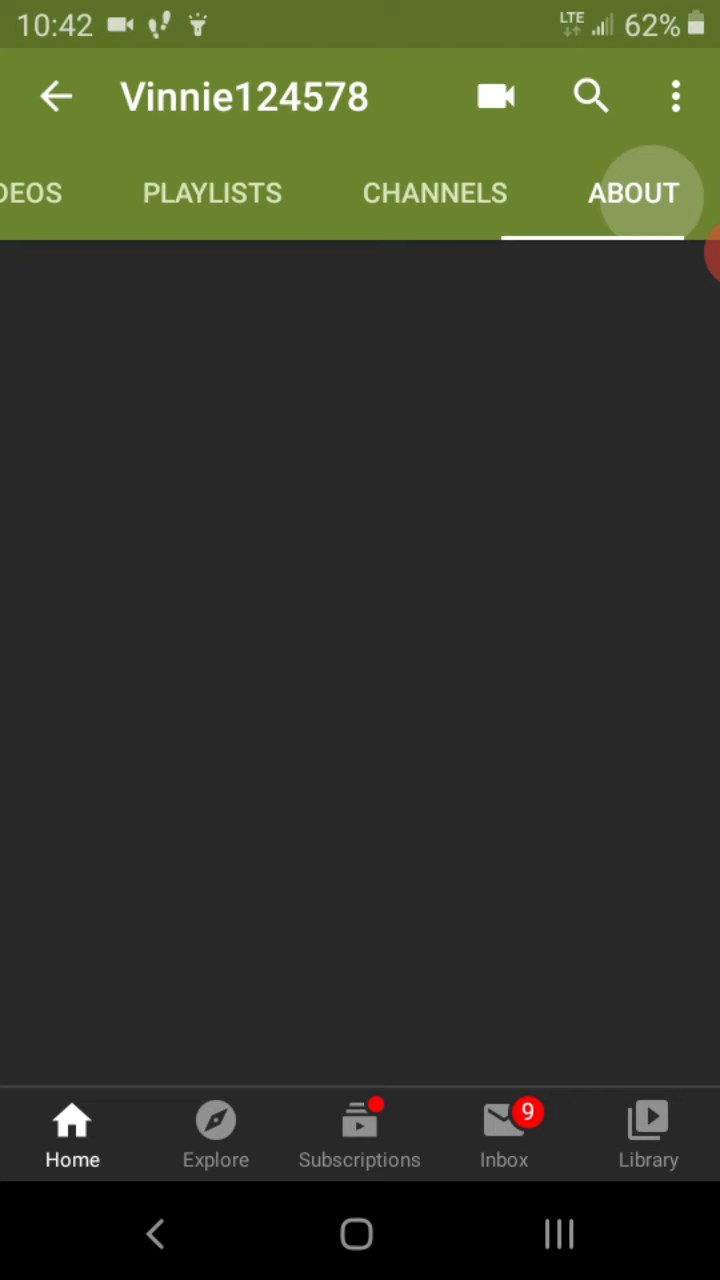 10:42 LTE 62%
Vinnie124578
DEOS PLAYLISTS CHANNELS ABOUT
9
Home Explore Subscriptions Inbox Library